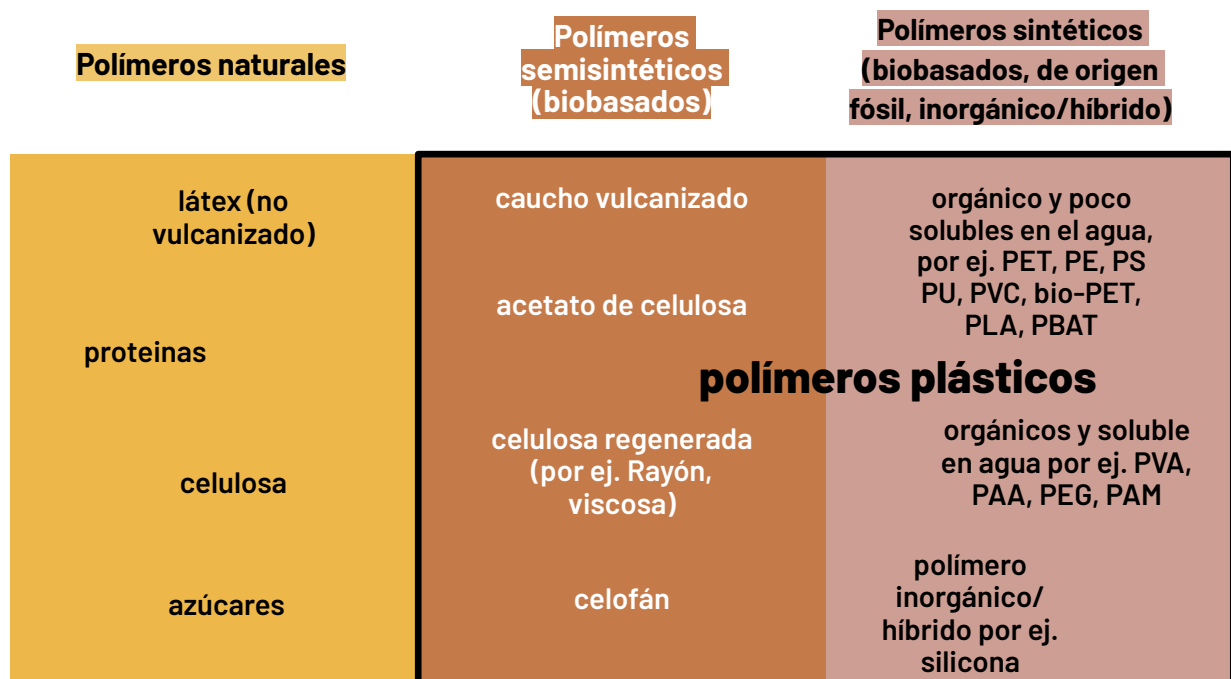 Polímeros naturales
Polímeros
semisintéticos
(biobasados)
Polímeros sintéticos
(biobasados, de origen
fósil, inorgánico/híbrido)
látex (no
vulcanizado)
proteinas
celulosa
azúcares
caucho vulcanizado
acetato de celulosa
polímeros plásticos
celulosa regenerada
(por ej. Rayón,
viscosa)
celofán
orgánico y poco
solubles en el agua,
por ej. PET, PE, PS
PU, PVC, bio-PET,
PLA, PBAT
orgánicos y soluble
en agua por ej. PVA,
PAA, PEG, PAM
polímero
inorgánico/
híbrido por ej.
silicona